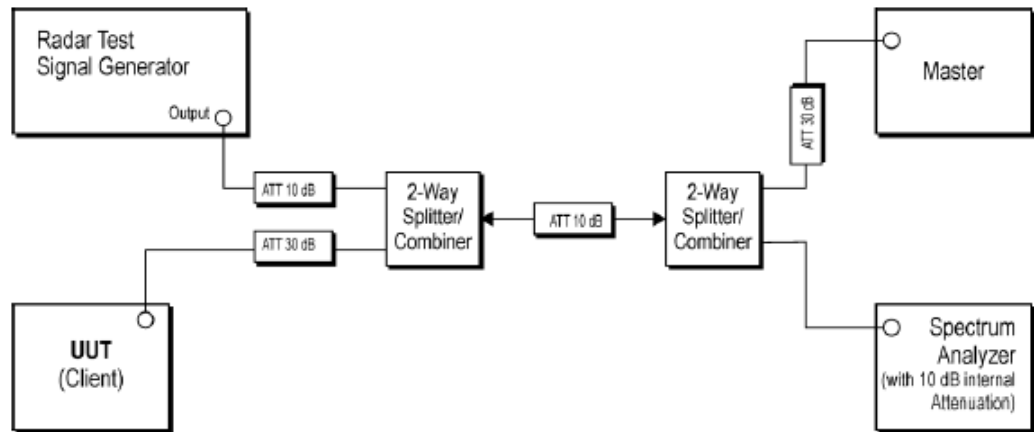 Radar Test
Signal Generator
Output
Master
ATT 30 dB
ATT 10 dB
2-Way
Splitter/
Combiner
ATT 10 dB
2-Way
Splitter/
Combiner
ATT 30 dB
UUT
(Client)
Spectrum
Analyzer
(with 10 dB internal
Attenuation)